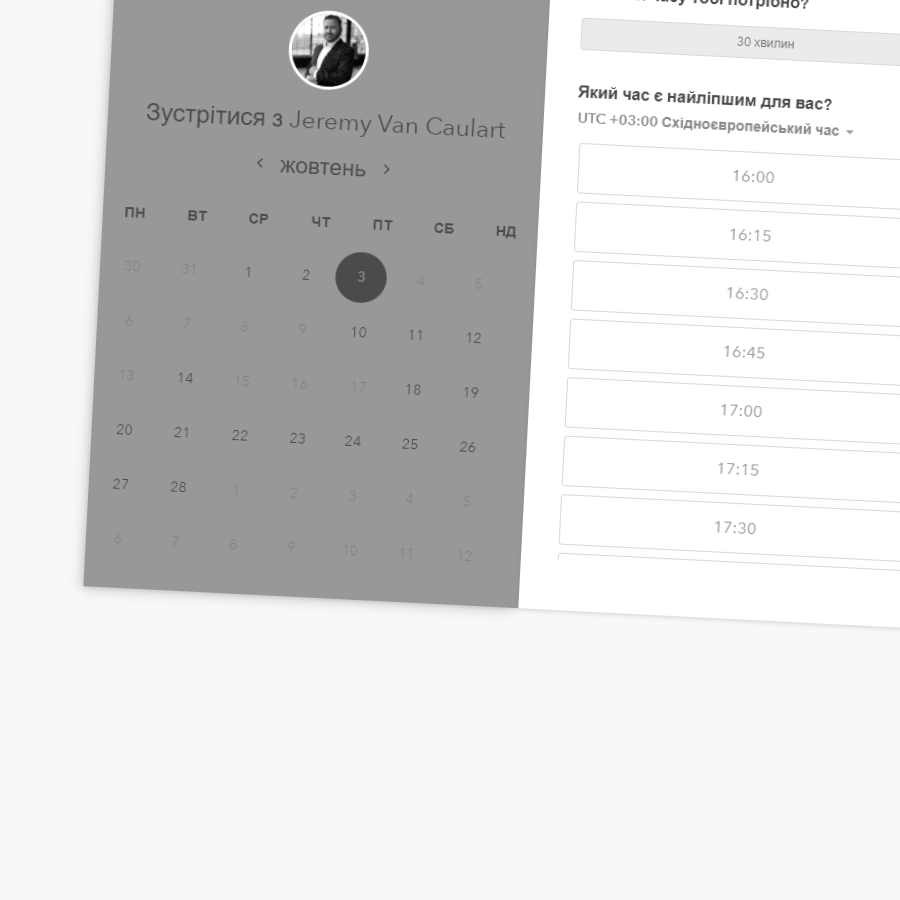 часу тобі потрібно?
30 хвилин
Зустрітися з Jeremy Van Caulart
жовтень
ПН ВТ СР ЧТ ПТ СБ НД
30 31 1 2 3 4 5
6 7 8 9 10 11 12
13 14 15 16 17 18 19
20 21 22 23 24 25 26
27 28 1 2 3 4 5
6 7 8 9 10 11 12
Який час є найліпшим для вас?
UTC +03:00 Східноєвропейський час
16:00
16:15
16:30
16:45
17:00
17:15
17:30